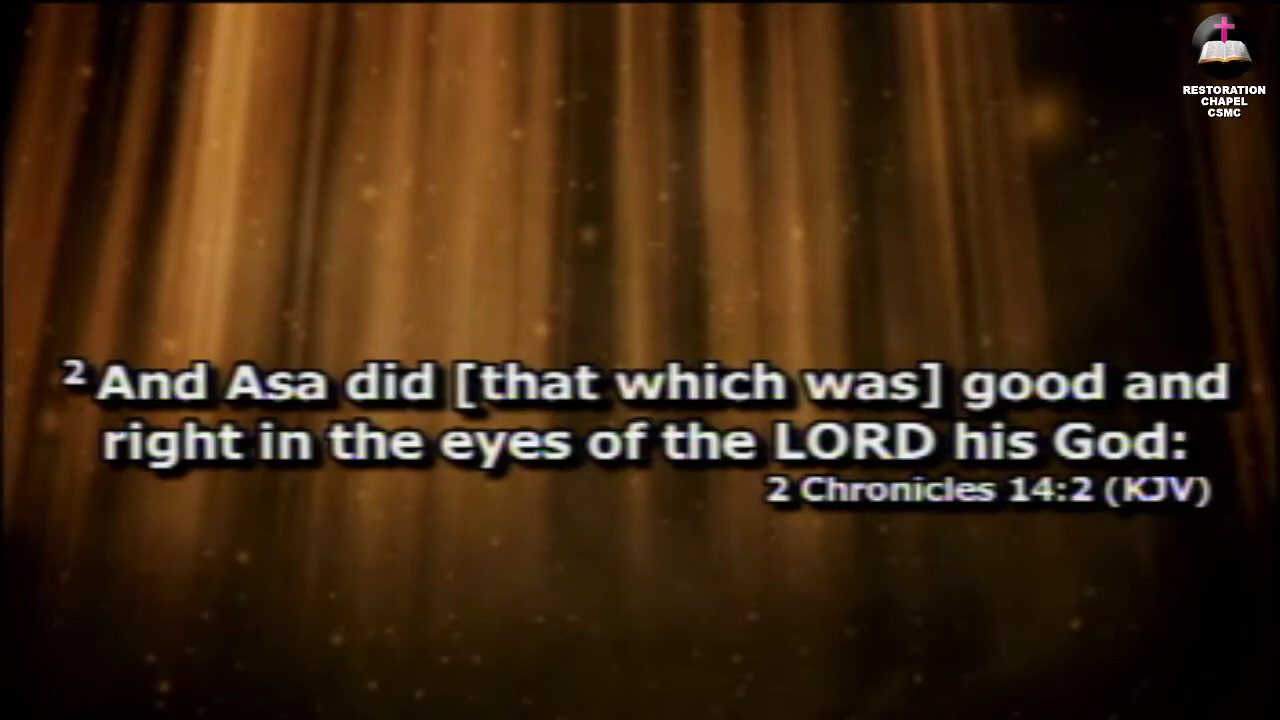 RESTORATION
CHAPEL
CSMC
2 And Asa did [that which was] good and
right in the eyes of the LORD his God:
2 Chronicles 14:2 (KJV)